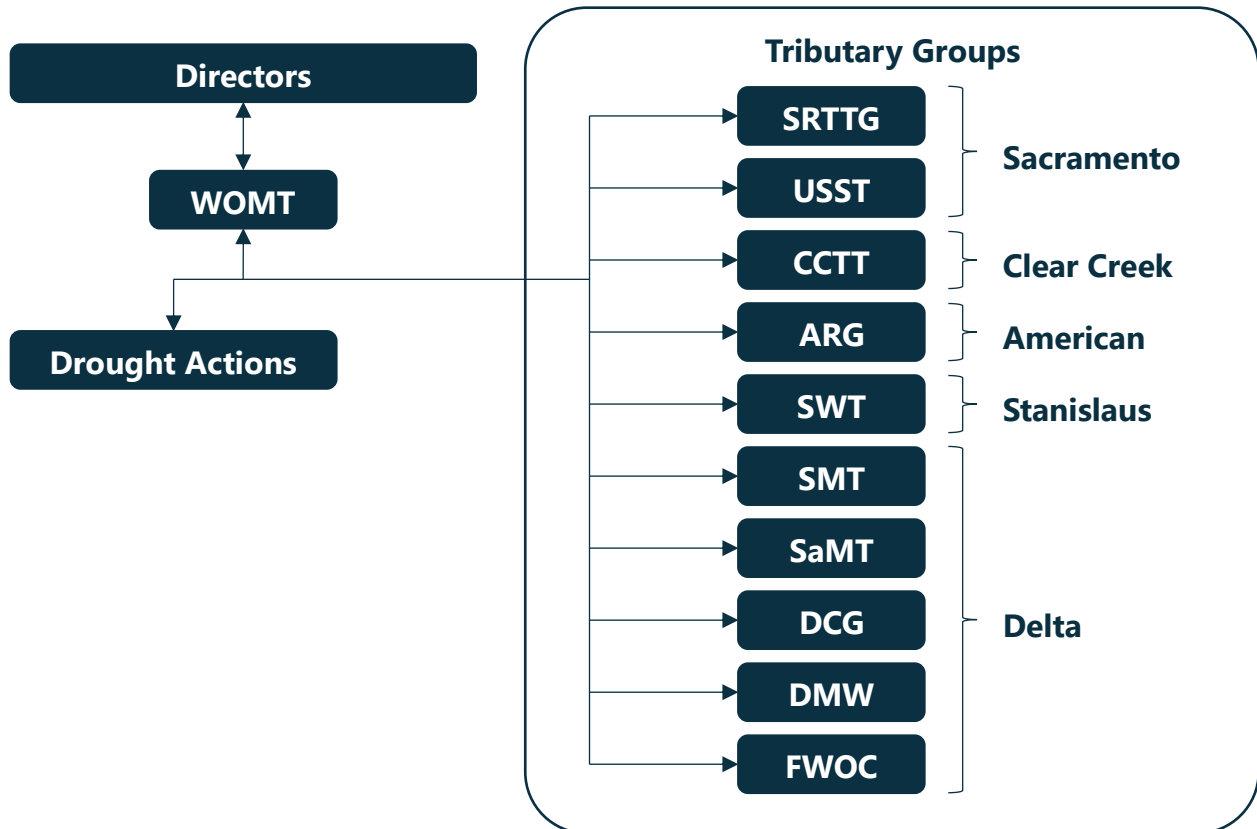 Directors
WOMT
Drought Actions
Tributary Groups
SRTTG
USST
Sacramento
CCTT
Clear Creek
ARG
American
SWT
Stanislaus
SMT
SaMT
DCG
DMW
FWOC
Delta